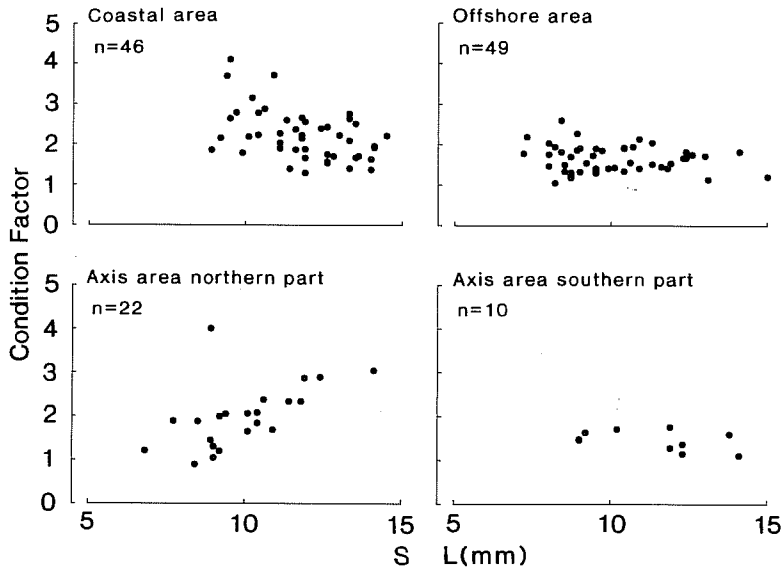 Coastal area
n=46
Offshore area
n=49
5
4
3
2
1
0
Axis area northern part
n=22
Axis area southern part
n=10
5
4
3
2
1
0
Condition Factor
5 10 15 5 10 15
S L(mm)